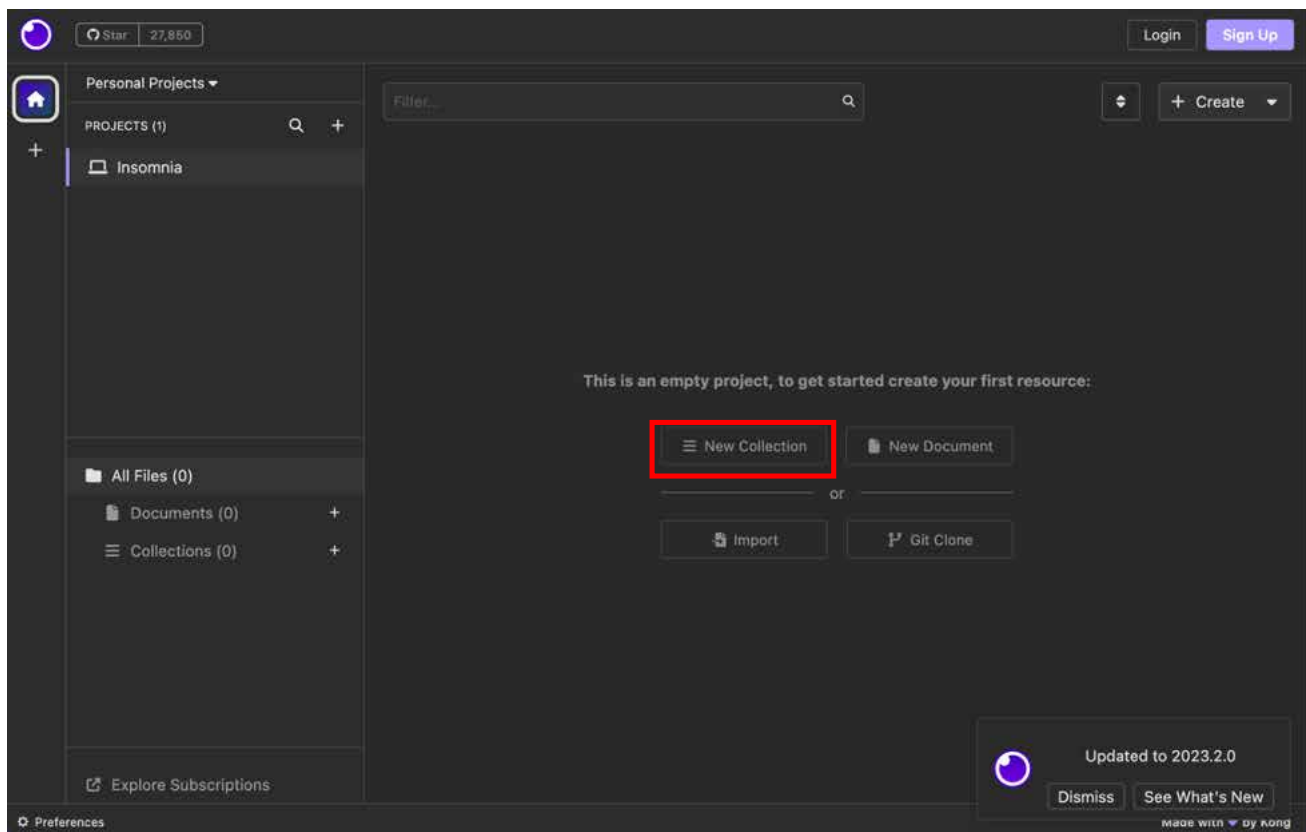 Star 27,850
Login Sign Up
Personal Projects
PROJECTS (1)
Insomnia
Filter...
+ Create
This is an empty project, to get started create your first resource:
New Collection New Document
or
Import Git Clone
All Files (0)
Documents (0)
Collections (0)
Explore Subscriptions
Updated to 2023.2.0
Dismiss See What's New
Preferences
Made with by Kong